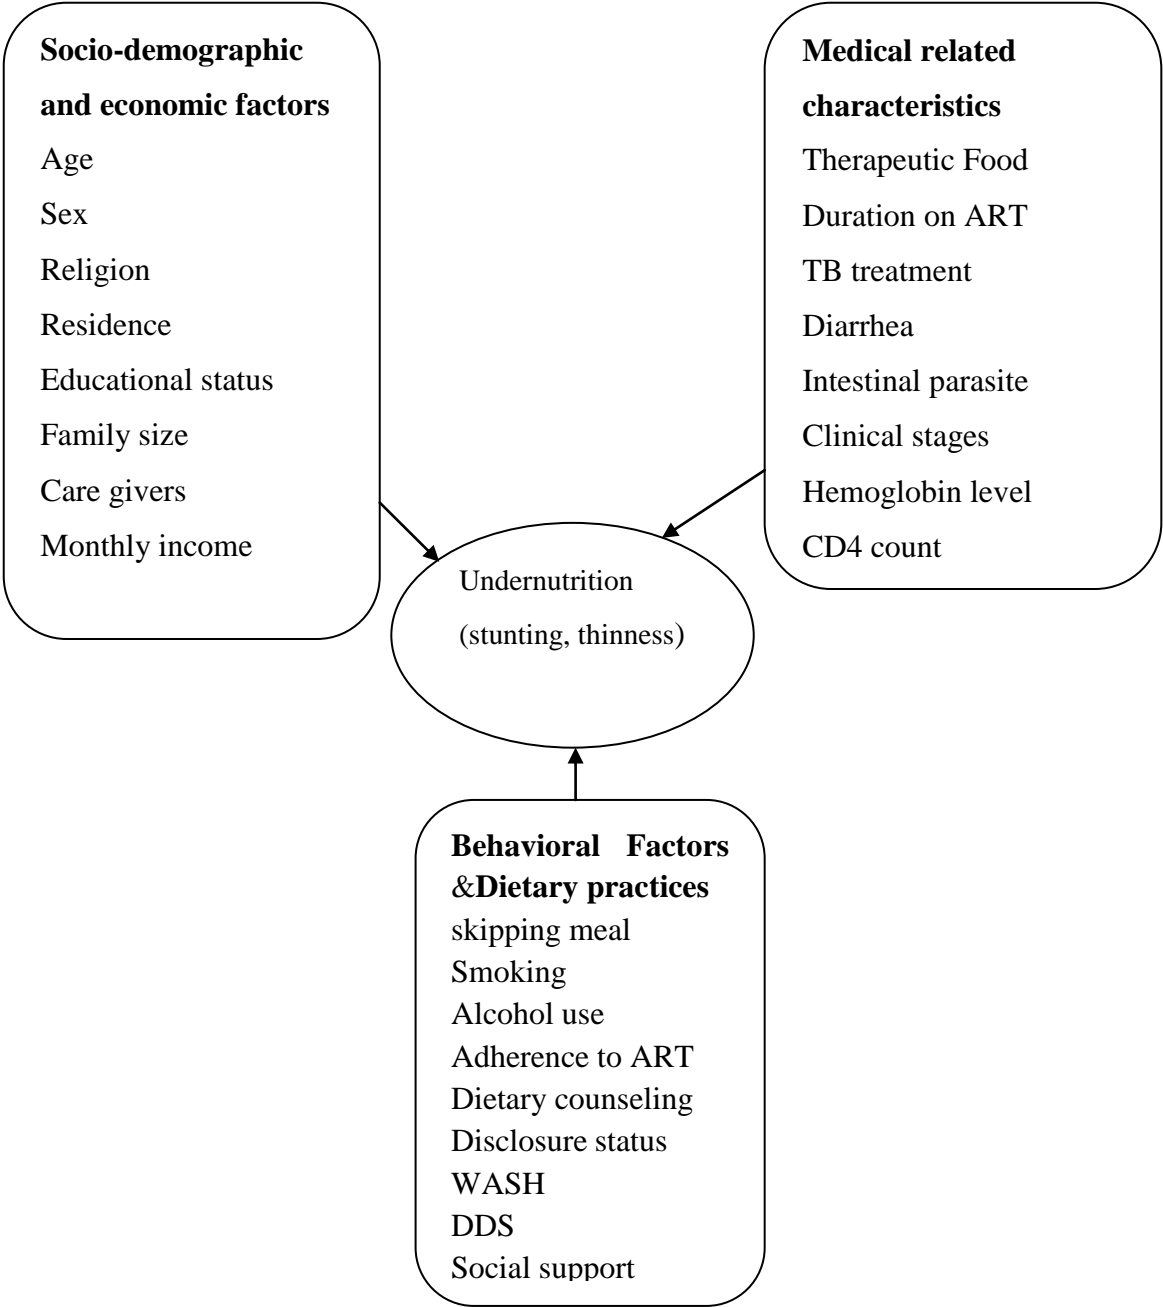 Socio-demographic
and economic factors
Age
Sex
Religion
Residence
Educational status
Family size
Care givers
Monthly income
Medical related
characteristics
Therapeutic Food
Duration on ART
TB treatment
Diarrhea
Intestinal parasite
Clinical stages
Hemoglobin level
CD4 count
Undernutrition
(stunting, thinness)
Behavioral Factors
&Dietary practices
skipping meal
Smoking
Alcohol use
Adherence to ART
Dietary counseling
Disclosure status
WASH
DDS
Social support